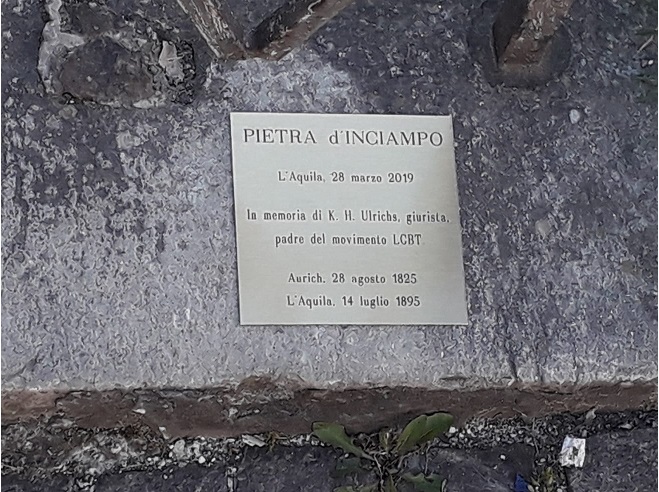 PIETRA d'INCIAMPO
L'Aquila, 28 marzo 2019
In memoria di K. H. Ulrichs, giurista,
padre del movimento LGBT
Aurich, 28 agosto 1825
L'Aquila, 14 luglio 1895